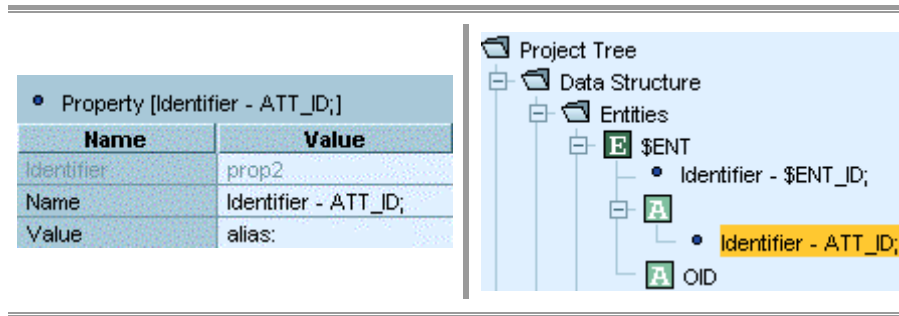 Property [Identifier - ATT_ID;]
Name Value
Identifier prop2
Name Identifier - ATT_ID;
Value alias:
Project Tree
Data Structure
Entities
E $ENT
Identifier - $ENT_ID;
A
Identifier - ATT_ID;
A OID